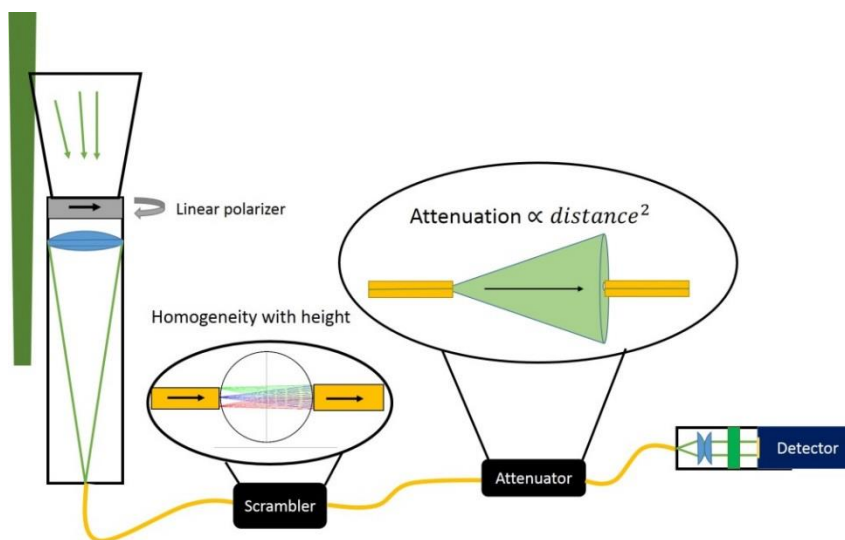 Linear polarizer
Attenuation ∝ distance²
Homogeneity with height
Scrambler
Attenuator
Detector